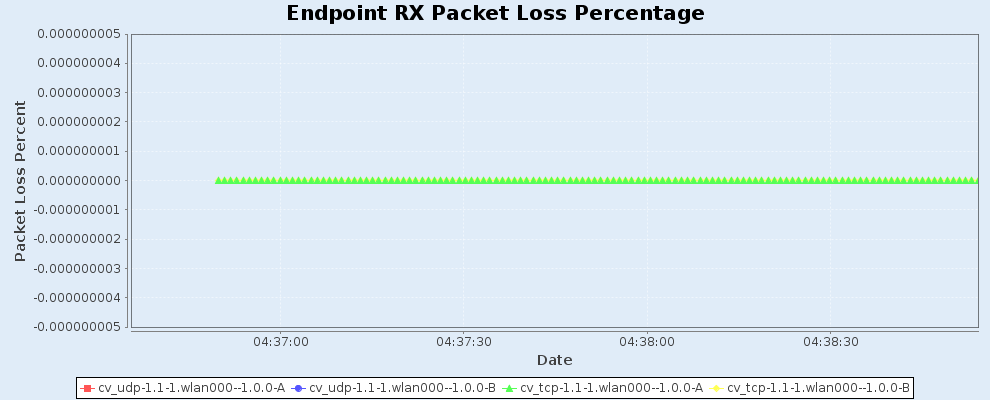 Endpoint RX Packet Loss Percentage
Packet Loss Percent
0.000000005
0.000000004
0.000000003
0.000000002
0.000000001
0.000000000
-0.000000001
-0.000000002
-0.000000003
-0.000000004
-0.000000005
04:37:00 04:37:30 04:38:00 04:38:30
Date
cv_udp-1.1-1.wlan000--1.0.0-A cv_udp-1.1-1.wlan000--1.0.0-B cv_tcp-1.1-1.wlan000--1.0.0-A cv_tcp-1.1-1.wlan000--1.0.0-B